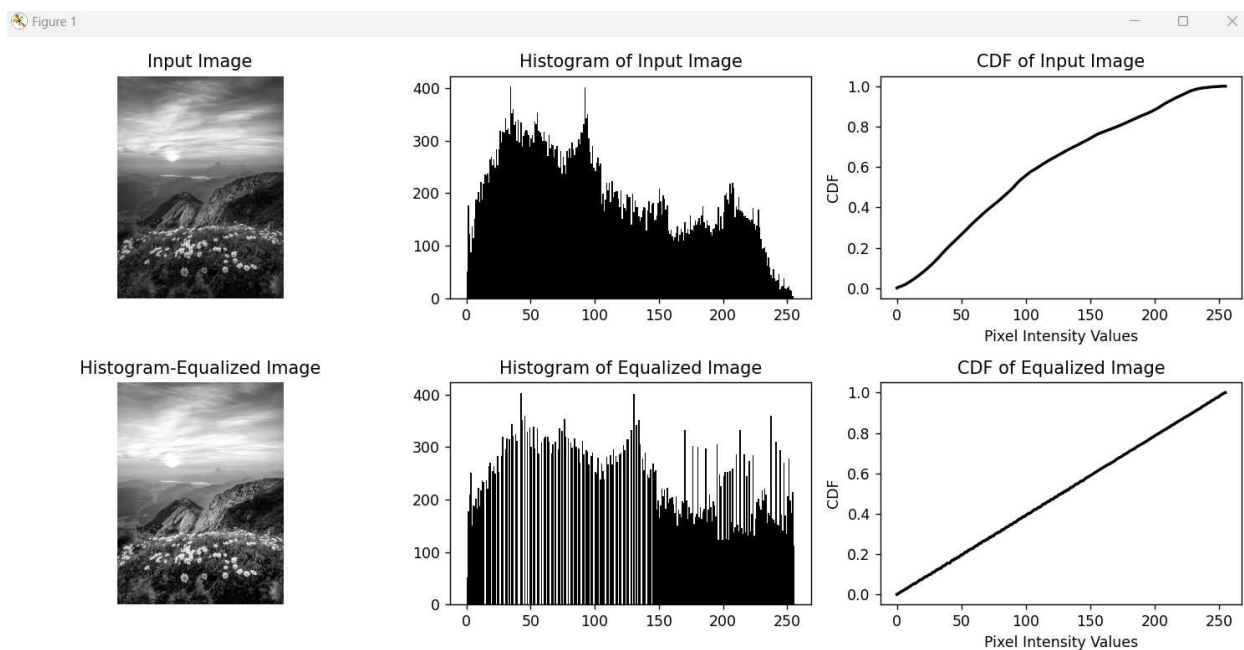 Figure 1
Input Image
Histogram of Input Image
CDF of Input Image
400
300
200
100
0
0 50 100 150 200 250
1.0
0.8
0.6
0.4
0.2
0.0
CDF
0 50 100 150 200 250
Pixel Intensity Values
Histogram-Equalized Image
Histogram of Equalized Image
CDF of Equalized Image
400
300
200
100
0
0 50 100 150 200 250
1.0
0.8
0.6
0.4
0.2
0.0
CDF
0 50 100 150 200 250
Pixel Intensity Values